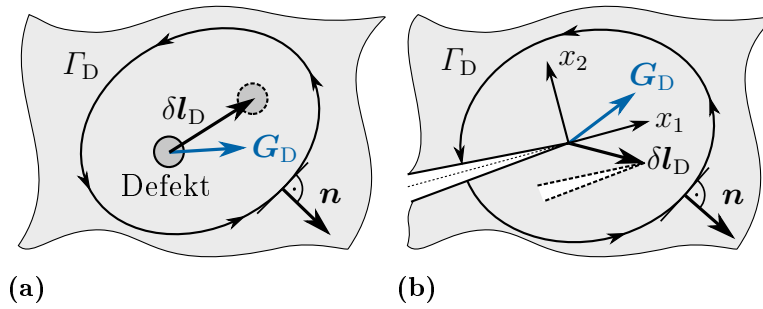 Γ_D
δl_D
G_D
Defekt
n
(a)
Γ_D
x_2
G_D
x_1
δl_D
n
(b)